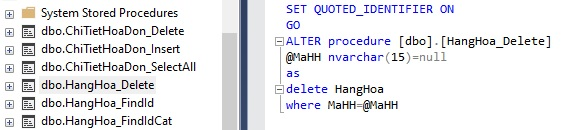 System Stored Procedures
dbo.ChiTietHoaDon_Delete
dbo.ChiTietHoaDon_Insert
dbo.ChiTietHoaDon_SelectAll
dbo.HangHoa_Delete
dbo.HangHoa_FindId
dbo.HangHoa_FindIdCat
SET QUOTED_IDENTIFIER ON
GO
ALTER procedure [dbo].[HangHoa_Delete]
@MaHH nvarchar(15)=null
as
delete HangHoa
where MaHH=@MaHH